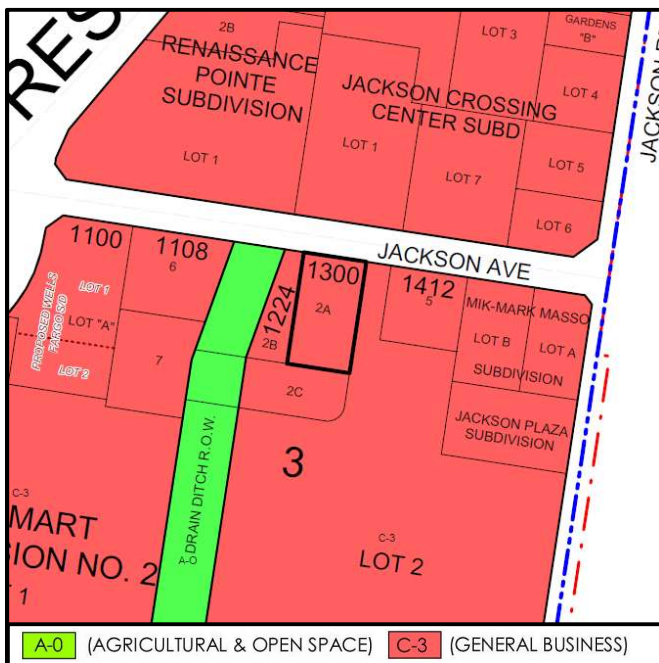 RES
2B
RENAISSANCE
POINTE
SUBDIVISION
LOT 1
JACKSON CROSSING
CENTER SUBD
LOT 1
LOT 3
GARDENS
"B"
LOT 4
LOT 5
LOT 7
LOT 6
JACKSON
JACKSON AVE
1100
LOT 1
PROPOSED WELLS
FARGO S/D
LOT "A"
LOT 2
1108
6
7
1224
2B
1300
2A
2C
1412
5
MIK-MARK MASSO
LOT B
LOT A
SUBDIVISION
JACKSON PLAZA
SUBDIVISION
DRAIN DITCH R.O.W.
A-0
3
C-3
MART
ION NO. 2
1
C-3
LOT 2
A-0 (AGRICULTURAL & OPEN SPACE) C-3 (GENERAL BUSINESS)